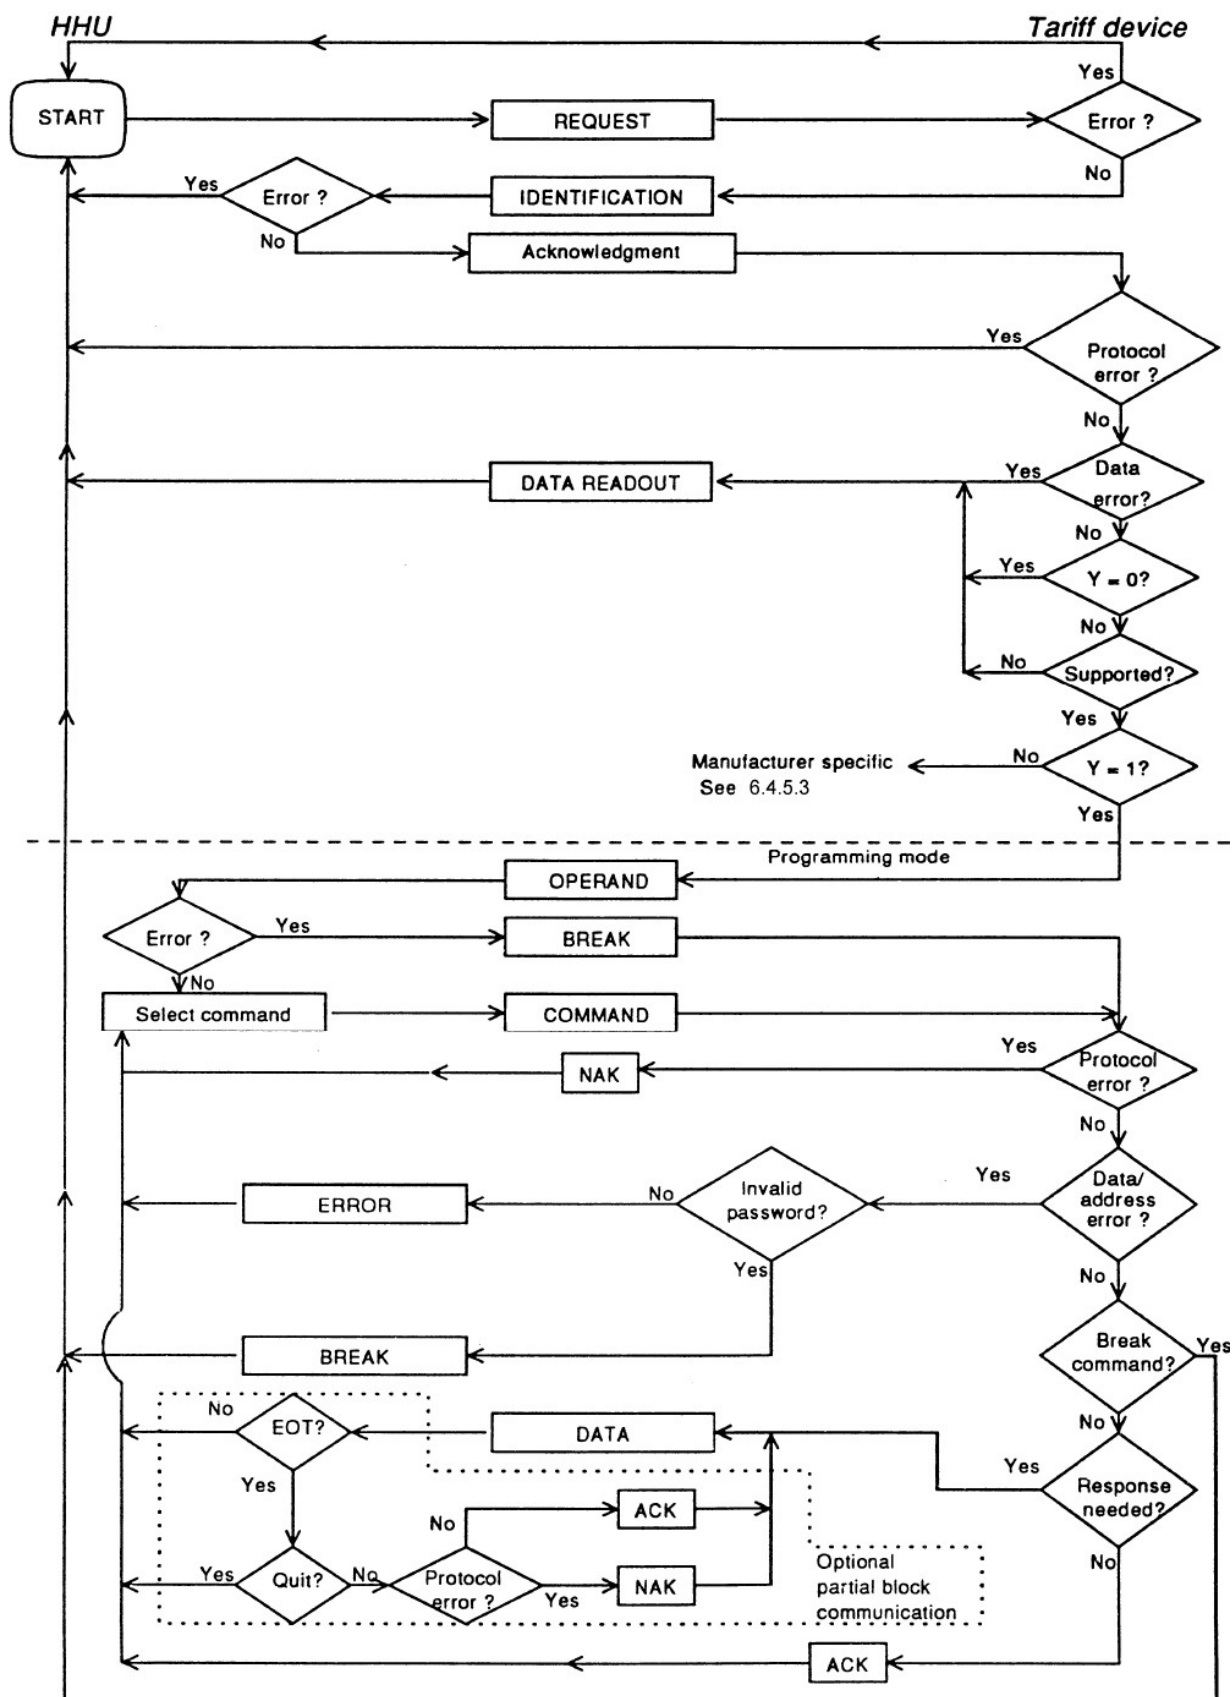 HHU
Tariff device
Yes
START
REQUEST
Error ?
No
Yes
Error ?
IDENTIFICATION
No
Acknowledgment
Yes
Protocol
error ?
No
DATA READOUT
Yes
Data
error?
No
Yes
Y = 0?
No
No
Supported?
Yes
Manufacturer specific
See 6.4.5.3
No
Y = 1?
Yes
Programming mode
OPERAND
Error ?
Yes
BREAK
No
Select command
COMMAND
Yes
NAK
Protocol
error ?
No
ERROR
No
Invalid
password?
Yes
Data/
address
error ?
Yes
No
BREAK
Break
command?
Yes
No
No
EOT?
DATA
Yes
Yes
Response
needed?
No
ACK
Yes
Quit?
No
Protocol
error ?
Yes
NAK
Optional
partial block
communication
No
ACK